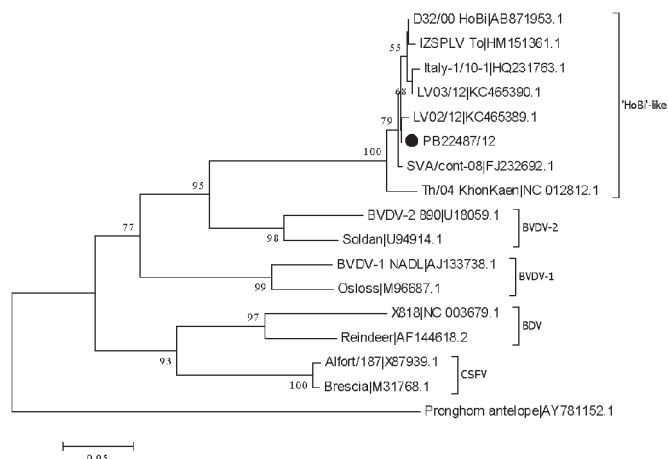 D32/00 HoBi|AB871953.1
IZSPLV To|HM151361.1
55
Italy-1/10-1|HQ231763.1
68
LV03/12|KC465390.1
'HoBi'-like
LV02/12|KC465389.1
79
PB22487/12
100
SVA/cont-08|FJ232692.1
Th/04 KhonKaen|NC 012812.1
95
BVDV-2 890|U18059.1
BVDV-2
98
Soldan|U94914.1
77
BVDV-1 NADL|AJ133738.1
BVDV-1
99
Osloss|M96687.1
X818|NC 003679.1
97
BDV
Reindeer|AF144618.2
93
Alfort/187|X87939.1
CSFV
100
Brescia|M31768.1
Pronghorn antelope|AY781152.1
0.05